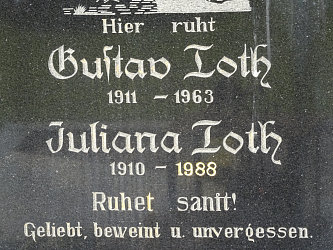 Hier ruht
Gustav Toth
1911 - 1963
Juliana Toth
1910 - 1988
Ruhet sanft!
Geliebt, beweint u. unvergessen.